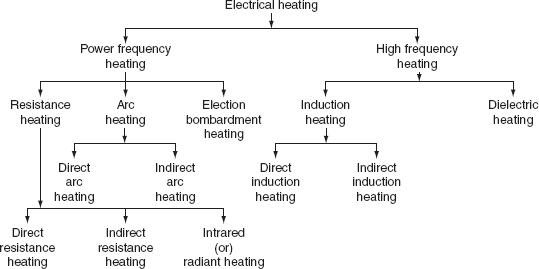 Electrical heating
Power frequency
heating
High frequency
heating
Resistance
heating
Arc
heating
Election
bombardment
heating
Induction
heating
Dielectric
heating
Direct
arc
heating
Indirect
arc
heating
Direct
induction
heating
Indirect
induction
heating
Direct
resistance
heating
Indirect
resistance
heating
Intrared
(or)
radiant heating